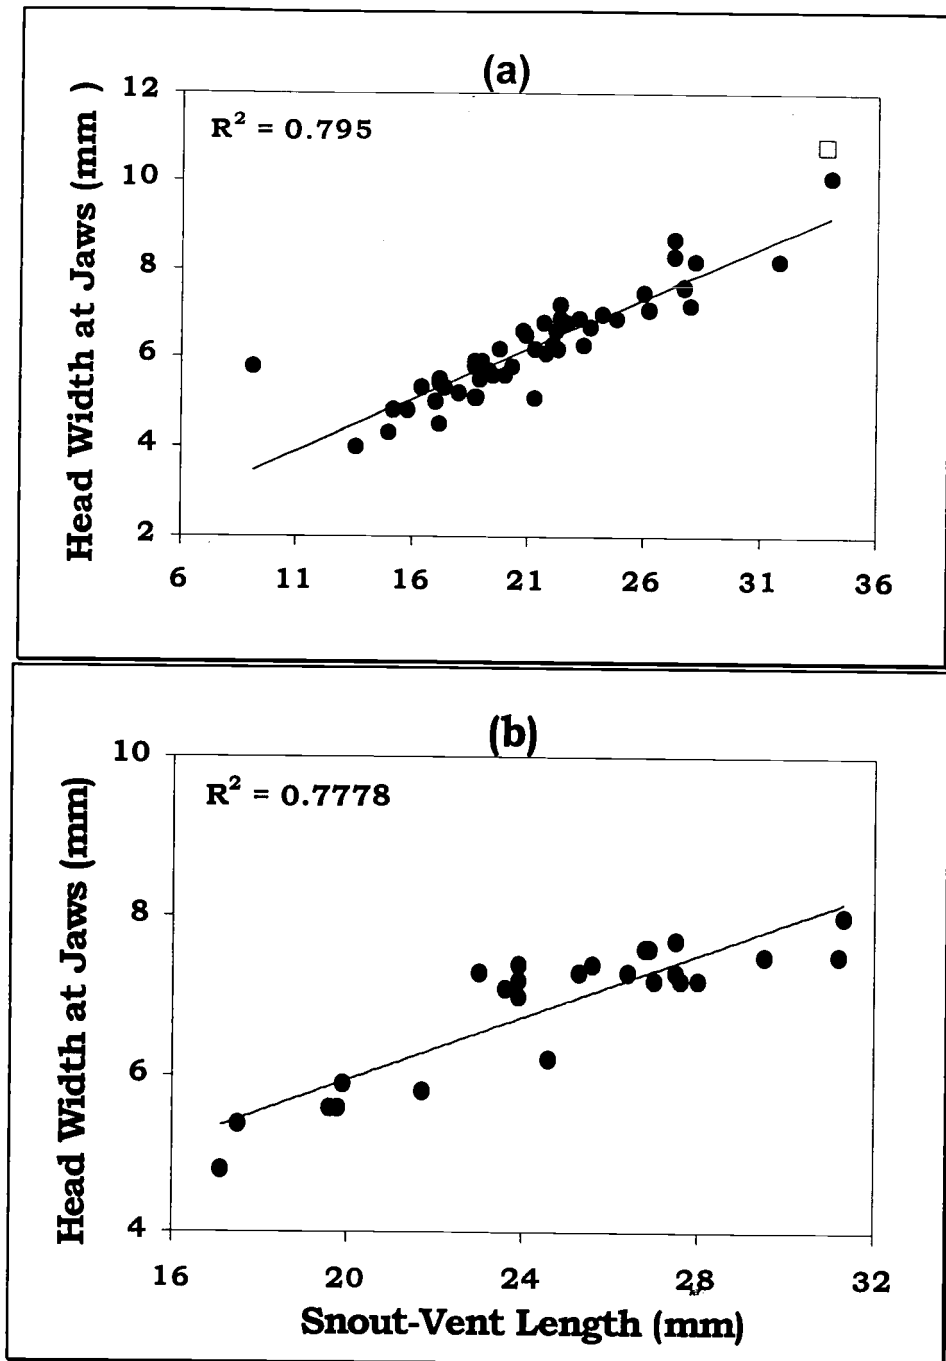 (a)
Head Width at Jaws (mm )
R² = 0.795
12
10
8
6
4
2
6 11 16 21 26 31 36
(b)
Head Width at Jaws (mm)
R² = 0.7778
10
8
6
4
16 20 24 28 32
Snout-Vent Length (mm)